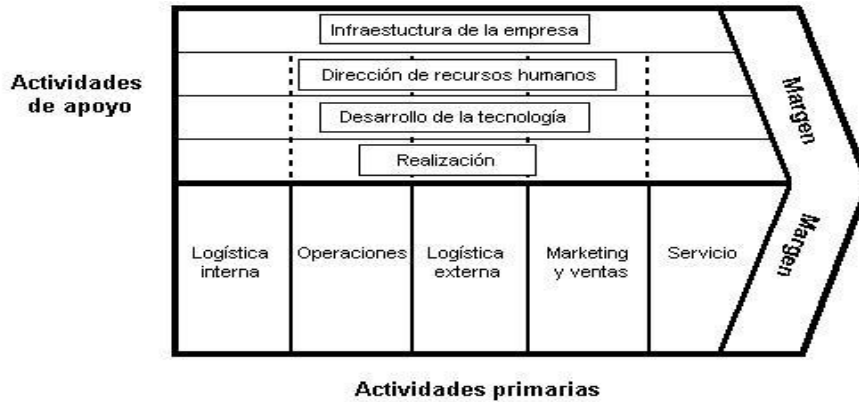 Infraestuctura de la empresa
Dirección de recursos humanos
Actividades
de apoyo
Desarrollo de la tecnología
Realización
Margen
Margen
Logística
interna
Operaciones
Logística
externa
Marketing
y ventas
Servicio
Actividades primarias